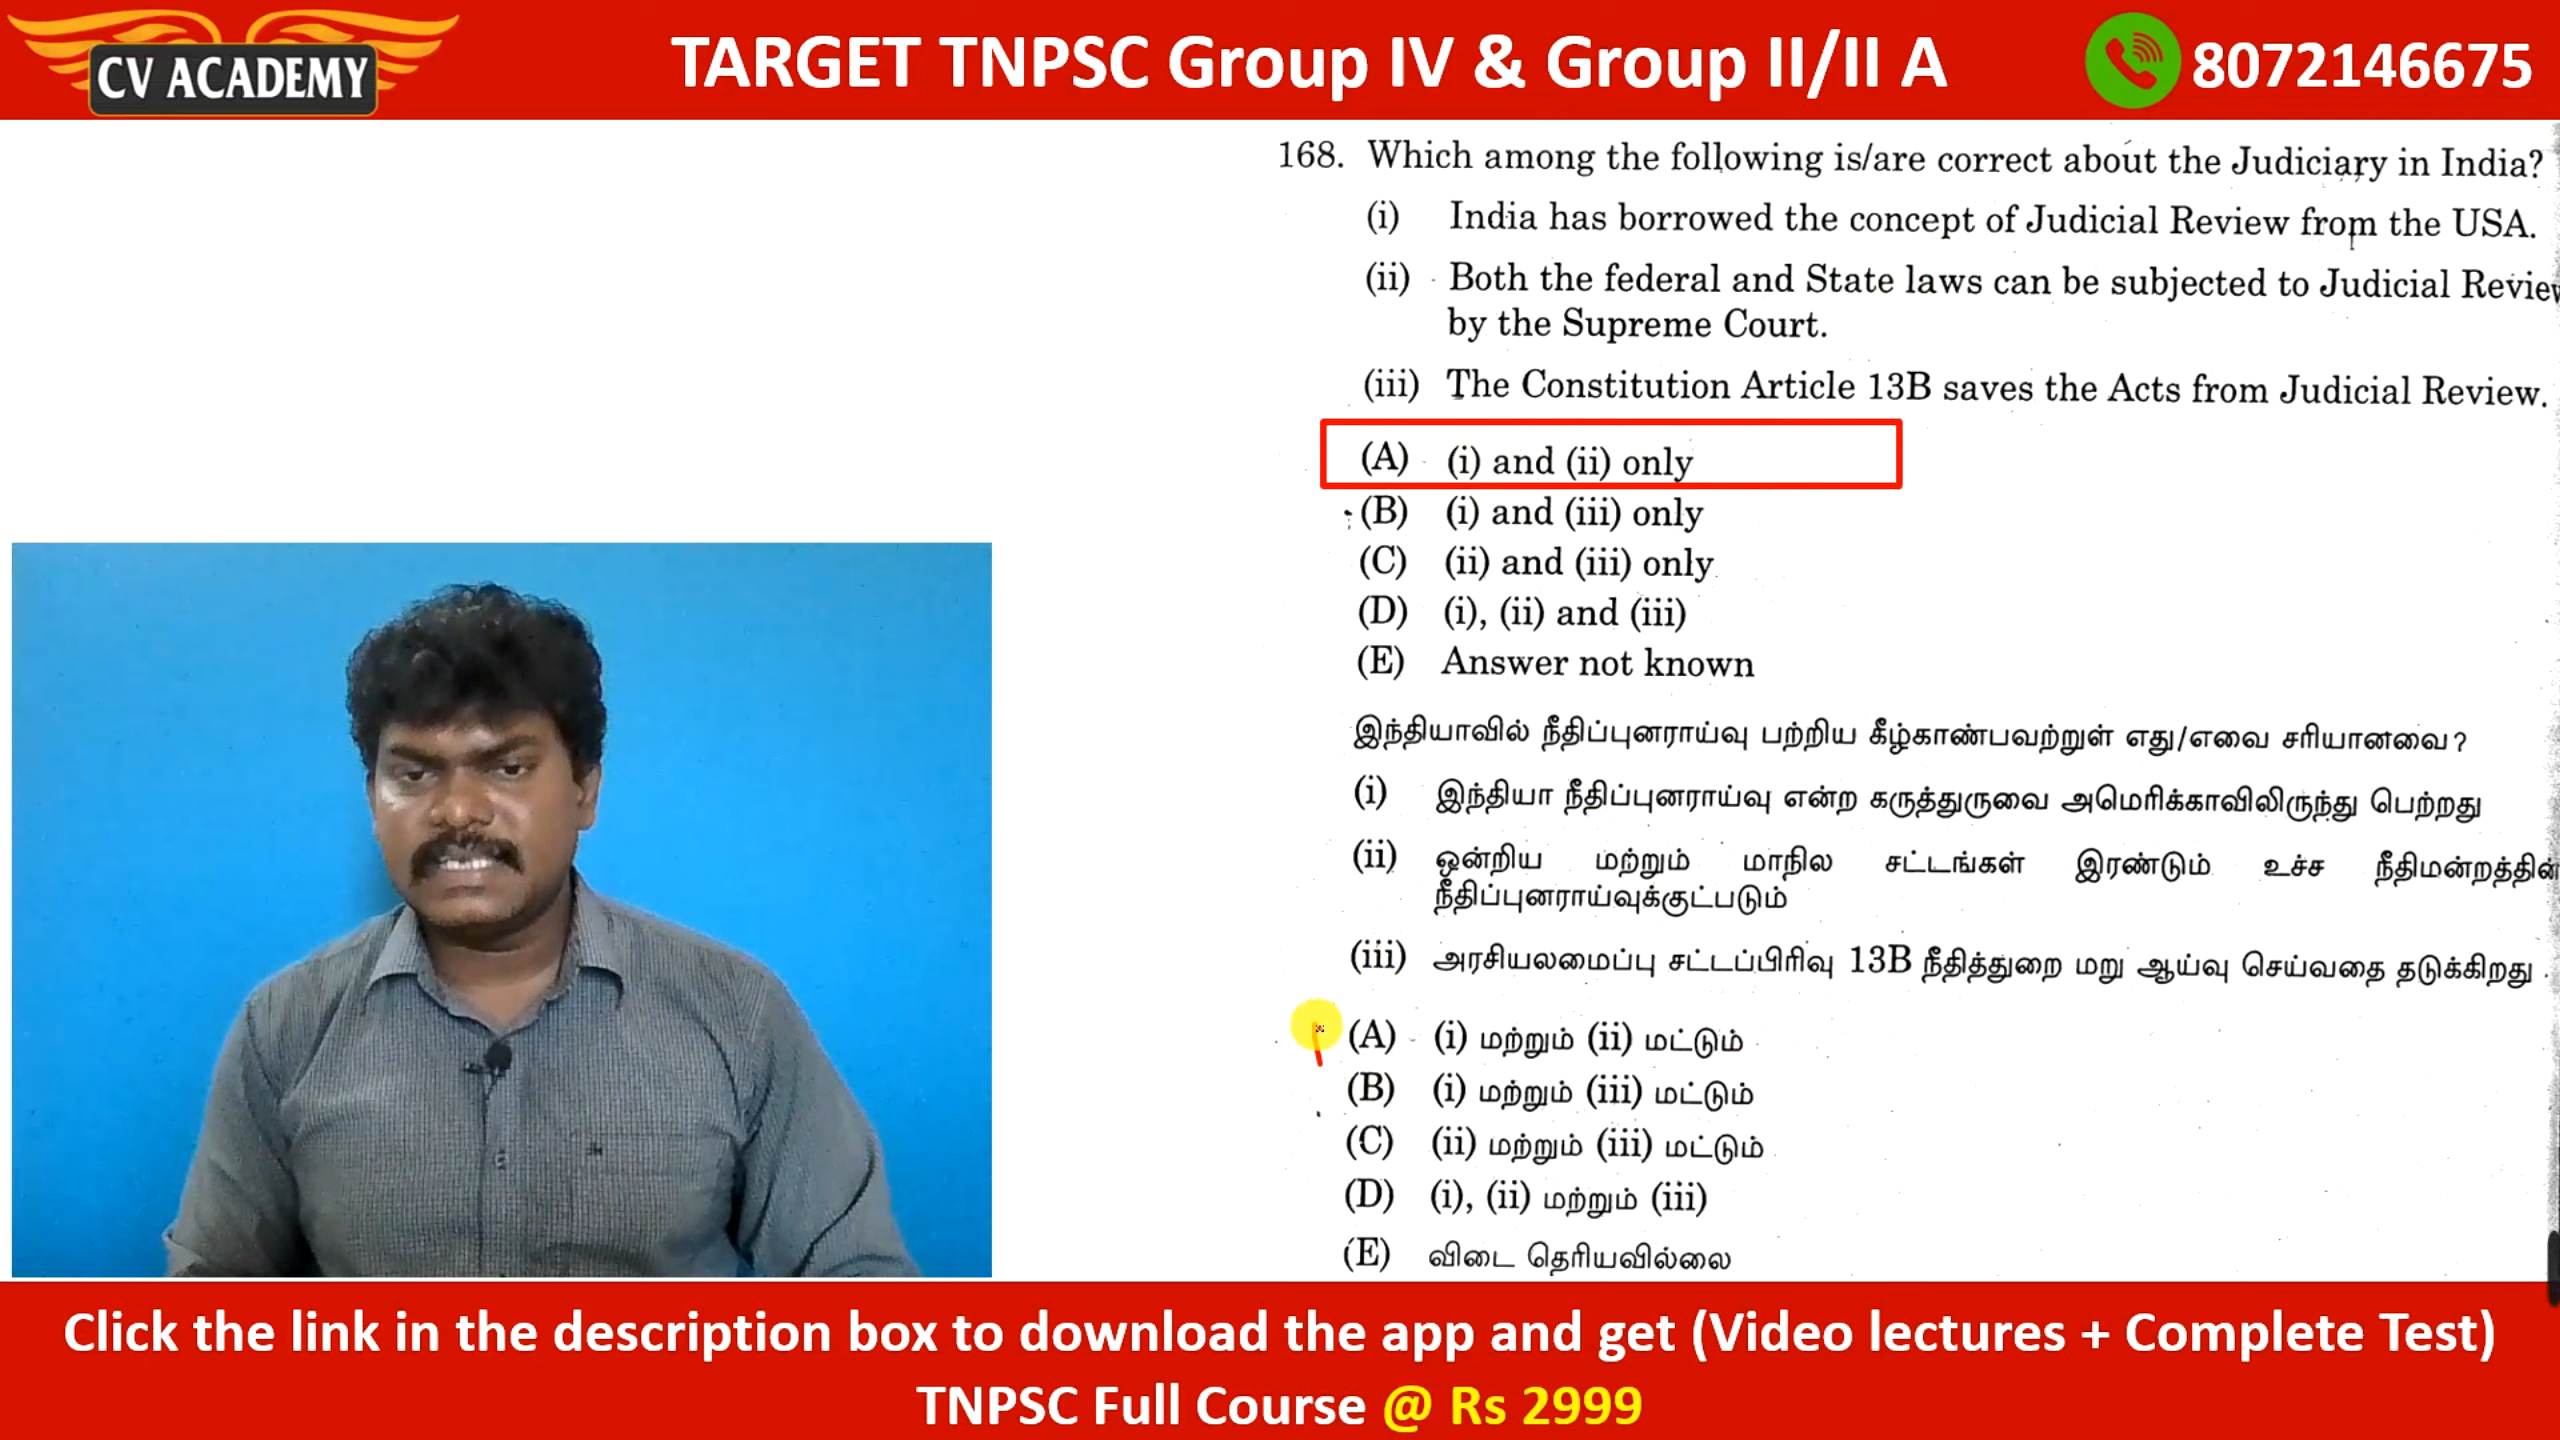 CV ACADEMY
TARGET TNPSC Group IV & Group II/II A
8072146675
168. Which among the following is/are correct about the Judiciary in India?
(i) India has borrowed the concept of Judicial Review from the USA.
(ii) Both the federal and State laws can be subjected to Judicial Review
by the Supreme Court.
(iii) The Constitution Article 13B saves the Acts from Judicial Review.
(A) (i) and (ii) only
(B) (i) and (iii) only
(C) (ii) and (iii) only
(D) (i), (ii) and (iii)
(E) Answer not known
இந்தியாவில் நீதிப்புனராய்வு பற்றிய கீழ்காண்பவற்றுள் எது/எவை சரியானவை?
(i) இந்தியா நீதிப்புனராய்வு என்ற கருத்துருவை அமெரிக்காவிலிருந்து பெற்றது
(ii) ஒன்றிய மற்றும் மாநில சட்டங்கள் இரண்டும் உச்ச நீதிமன்றத்தின்
நீதிப்புனராய்வுக்குட்படும்
(iii) அரசியலமைப்பு சட்டப்பிரிவு 13B நீதித்துறை மறு ஆய்வு செய்வதை தடுக்கிறது
(A) (i) மற்றும் (ii) மட்டும்
(B) (i) மற்றும் (iii) மட்டும்
(C) (ii) மற்றும் (iii) மட்டும்
(D) (i), (ii) மற்றும் (iii)
(E) விடை தெரியவில்லை
Click the link in the description box to download the app and get (Video lectures + Complete Test)
TNPSC Full Course @ Rs 2999